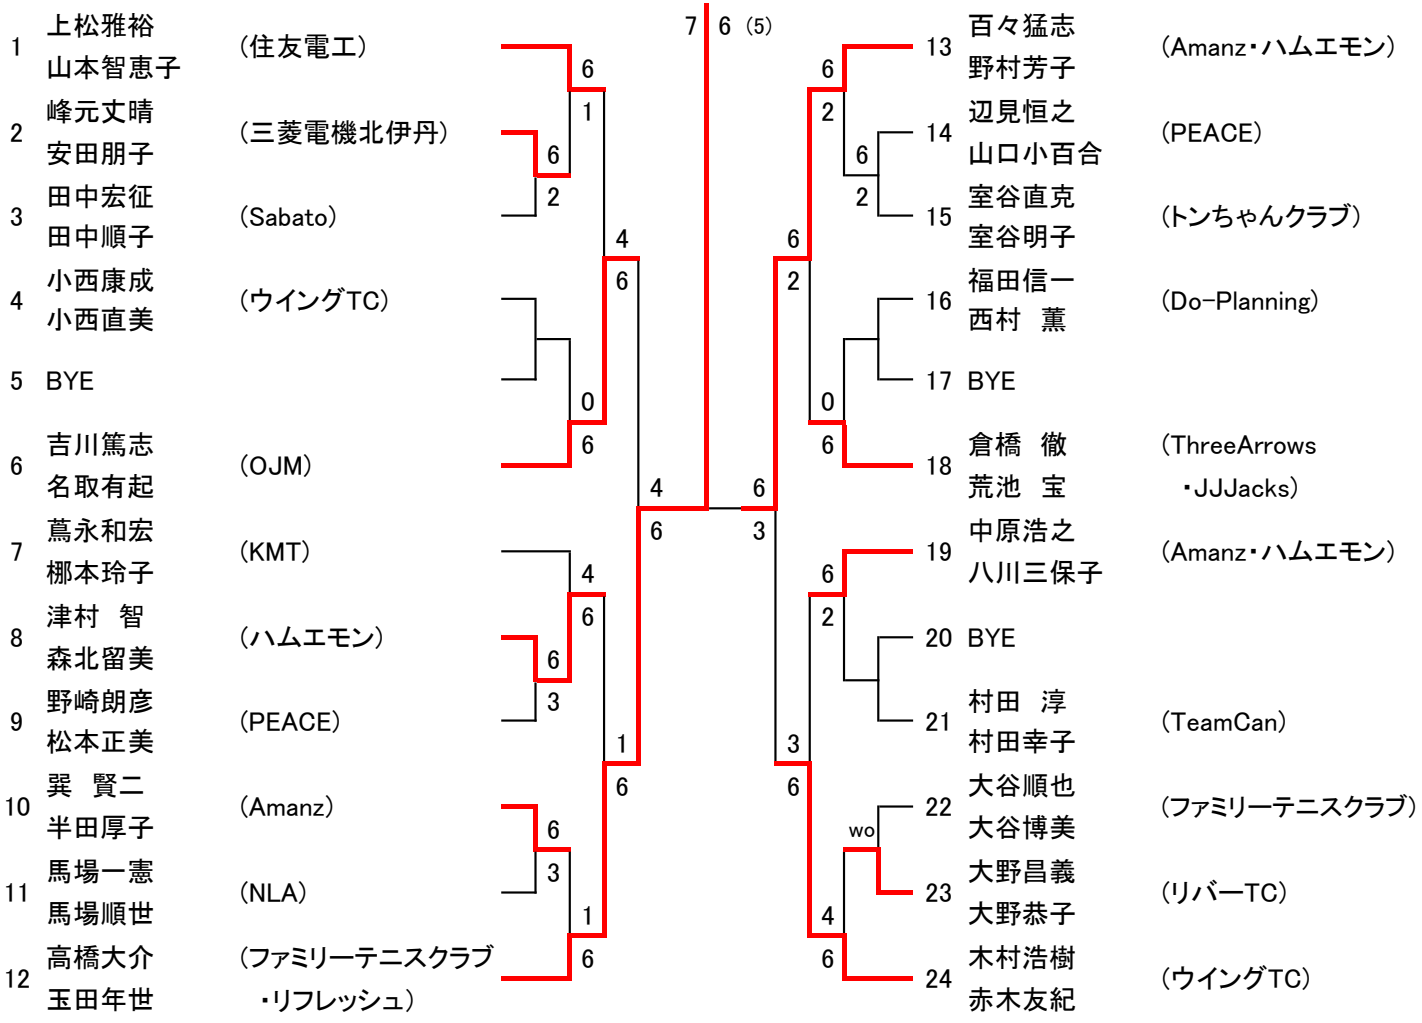 1 上松雅裕 (住友電工)
山本智恵子
2 峰元丈晴 (三菱電機北伊丹)
安田朋子
3 田中宏征 (Sabato)
田中順子
4 小西康成 (ウイングTC)
小西直美
5 BYE
6 吉川篤志 (OJM)
名取有起
7 蔦永和宏 (KMT)
梛本玲子
8 津村 智 (ハムエモン)
森北留美
9 野崎朗彦 (PEACE)
松本正美
10 巽 賢二 (Amanz)
半田厚子
11 馬場一憲 (NLA)
馬場順世
12 高橋大介 (ファミリーテニスクラブ
玉田年世 ・リフレッシュ)
6
1
6
2
4
6
0
6
4
6
4
6
6
3
1
6
6
3
1
6
7 6 (5)
6
2
6
2
6
2
0
6
6
3
6
2
3
6
wo
4
6
13 百々猛志 (Amanz・ハムエモン)
野村芳子
14 辺見恒之 (PEACE)
山口小百合
15 室谷直克 (トンちゃんクラブ)
室谷明子
16 福田信一 (Do-Planning)
西村 薫
17 BYE
18 倉橋 徹 (ThreeArrows
荒池 宝 ・JJJacks)
19 中原浩之 (Amanz・ハムエモン)
八川三保子
20 BYE
21 村田 淳 (TeamCan)
村田幸子
22 大谷順也 (ファミリーテニスクラブ)
大谷博美
23 大野昌義 (リバーTC)
大野恭子
24 木村浩樹 (ウイングTC)
赤木友紀